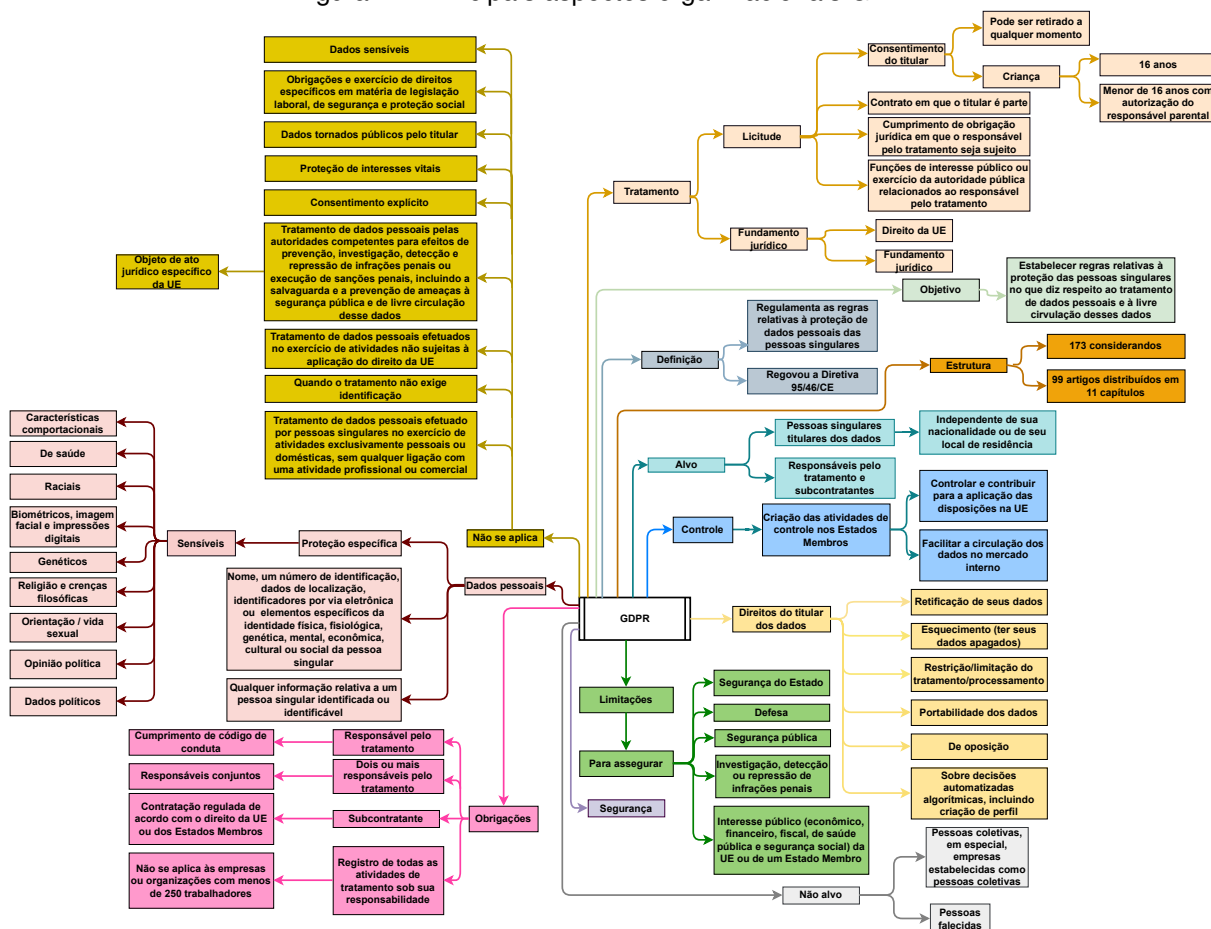 Dados sensíveis
Obrigações e exercício de direitos
específicos em matéria de legislação
laboral, de segurança e proteção social
Dados tornados públicos pelo titular
Proteção de interesses vitais
Consentimento explícito
Tratamento de dados pessoais pelas
autoridades competentes para efeitos de
prevenção, investigação, detecção e
repressão de infrações penais ou
execução de sanções penais, incluindo a
salvaguarda e a prevenção de ameaças à
segurança pública e de livre circulação
desse dados
Objeto de ato
jurídico específico
da UE
Tratamento de dados pessoais efetuados
no exercício de atividades não sujeitas à
aplicação do direito da UE
Quando o tratamento não exige
identificação
Tratamento de dados pessoais efetuado
por pessoas singulares no exercício de
atividades exclusivamente pessoais ou
domésticas, sem qualquer ligação com
uma atividade profissional ou comercial
Não se aplica
Tratamento
Licitude
Consentimento
do titular
Pode ser retirado a
qualquer momento
Criança
16 anos
Menor de 16 anos com
autorização do
responsável parental
Contrato em que o titular é parte
Cumprimento de obrigação
jurídica em que o responsável
pelo tratamento seja sujeito
Funções de interesse público ou
exercício da autoridade pública
relacionados ao responsável
pelo tratamento
Fundamento
jurídico
Direito da UE
Fundamento
jurídico
Objetivo
Estabelecer regras relativas à
proteção das pessoas singulares
no que diz respeito ao tratamento
de dados pessoais e à livre
circulação desses dados
Definição
Regulamenta as regras
relativas à proteção de
dados pessoais das
pessoas singulares
Regovou a Diretiva
95/46/CE
Estrutura
173 considerandos
99 artigos distribuídos em
11 capítulos
Alvo
Pessoas singulares
titulares dos dados
Independente de sua
nacionalidade ou de seu
local de residência
Responsáveis pelo
tratamento e
subcontratantes
Controle
Criação das atividades de
controle nos Estados
Membros
Controlar e contribuir
para a aplicação das
disposições na UE
Facilitar a circulação dos
dados no mercado
interno
Características
comportacionais
De saúde
Raciais
Biométricos, imagem
facial e impressões
digitais
Genéticos
Religião e crenças
filosóficas
Orientação / vida
sexual
Opinião política
Dados políticos
Sensíveis
Proteção específica
Nome, um número de identificação,
dados de localização,
identificadores por via eletrônica
ou elementos específicos da
identidade física, fisiológica,
genética, mental, econômica,
cultural ou social da pessoa
singular
Qualquer informação relativa a um
pessoa singular identificada ou
identificável
Dados pessoais
GDPR
Direitos do titular
dos dados
Retificação de seus dados
Esquecimento (ter seus
dados apagados)
Restrição/limitação do
tratamento/processamento
Portabilidade dos dados
De oposição
Sobre decisões
automatizadas
algorítmicas, incluindo
criação de perfil
Limitações
Para assegurar
Segurança do Estado
Defesa
Segurança pública
Investigação, detecção
ou repressão de
infrações penais
Interesse público (econômico,
financeiro, fiscal, de saúde
pública e segurança social) da
UE ou de um Estado Membro
Segurança
Obrigações
Responsável pelo
tratamento
Cumprimento de código de
conduta
Dois ou mais
responsáveis pelo
tratamento
Responsáveis conjuntos
Subcontratante
Contratação regulada de
acordo com o direito da UE
ou dos Estados Membros
Registro de todas as
atividades de
tratamento sob sua
responsabilidade
Não se aplica às empresas
ou organizações com menos
de 250 trabalhadores
Não alvo
Pessoas coletivas,
em especial,
empresas
estabelecidas como
pessoas coletivas
Pessoas
falecidas